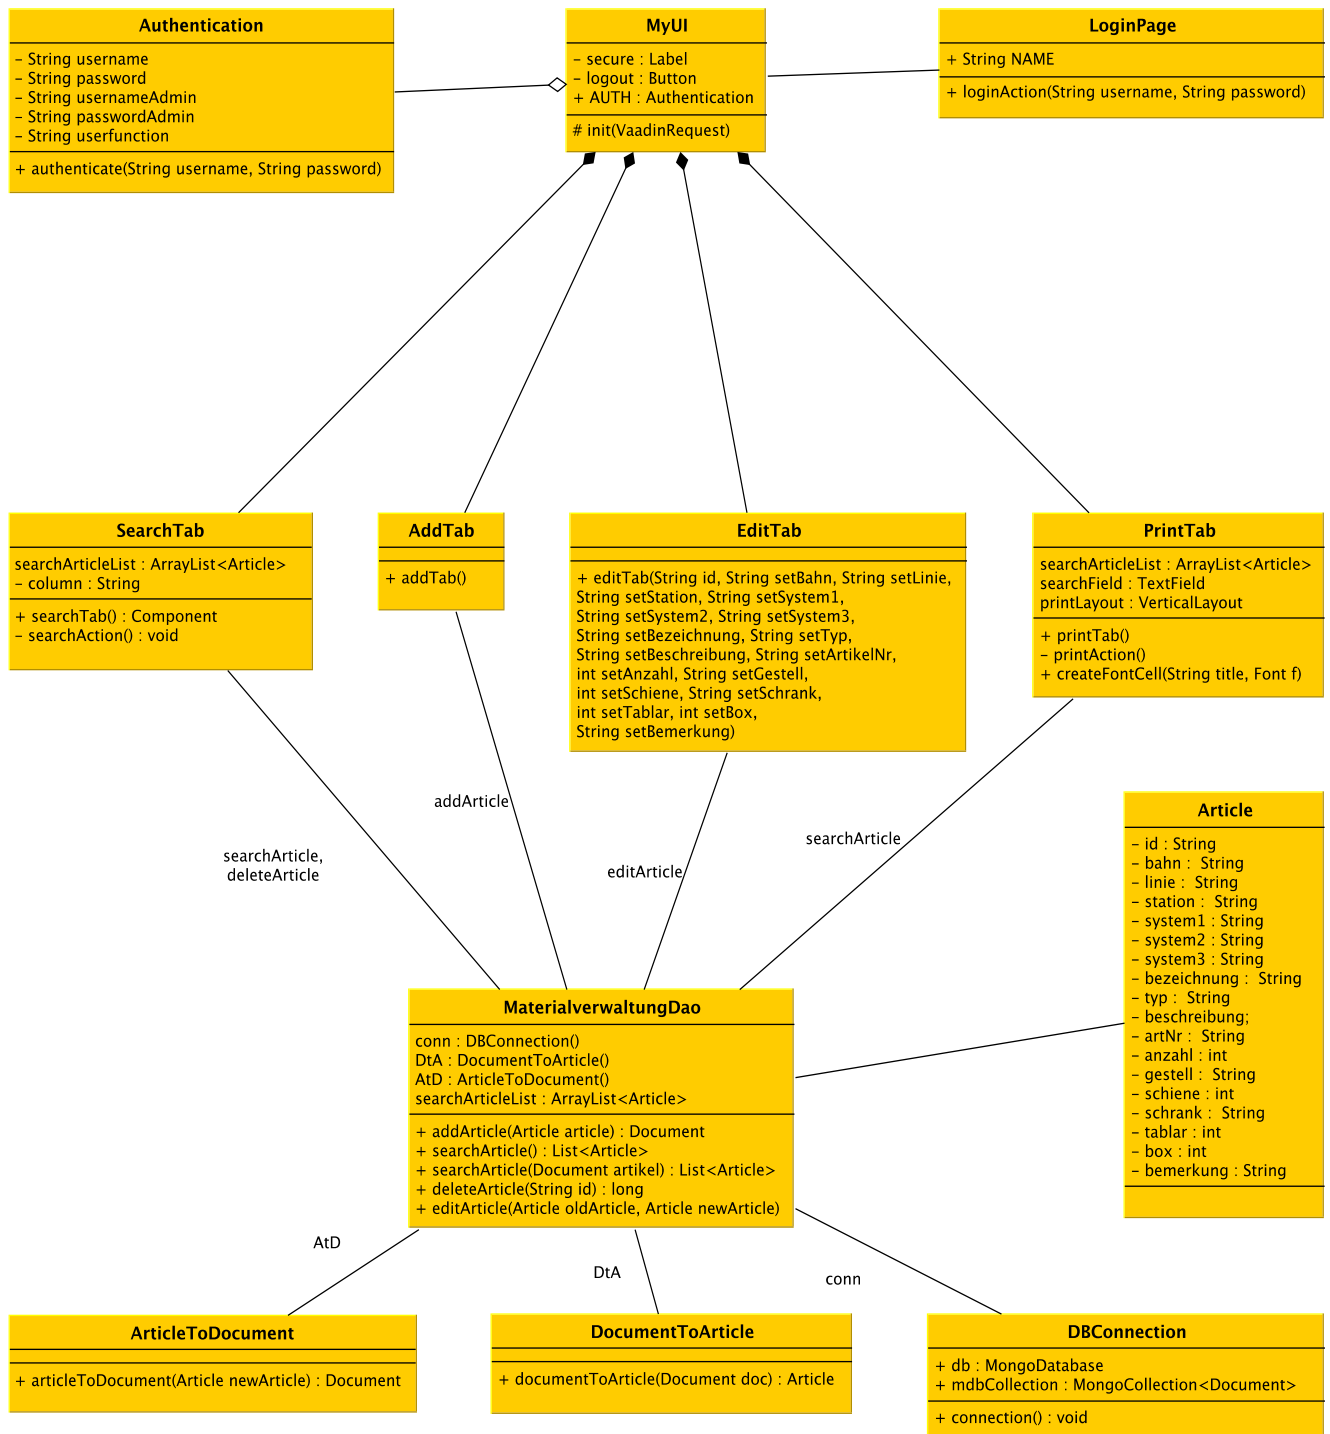 Authentication
– String username
– String password
– String usernameAdmin
– String passwordAdmin
– String userfunction
+ authenticate(String username, String password)
MyUI
– secure : Label
– logout : Button
+ AUTH : Authentication
# init(VaadinRequest)
LoginPage
+ String NAME
+ loginAction(String username, String password)
SearchTab
searchArticleList : ArrayList<Article>
– column : String
+ searchTab() : Component
– searchAction() : void
AddTab
+ addTab()
EditTab
+ editTab(String id, String setBahn, String setLinie,
String setStation, String setSystem1,
String setSystem2, String setSystem3,
String setBezeichnung, String setTyp,
String setBeschreibung, String setArtikelNr,
int setAnzahl, String setGestell,
int setSchiene, String setSchrank,
int setTablar, int setBox,
String setBemerkung)
PrintTab
searchArticleList : ArrayList<Article>
searchField : TextField
printLayout : VerticalLayout
+ printTab()
– printAction()
+ createFontCell(String title, Font f)
searchArticle,
deleteArticle
addArticle
editArticle
searchArticle
Article
– id : String
– bahn :  String
– linie :  String
– station :  String
– system1 : String
– system2 : String
– system3 : String
– bezeichnung :  String
– typ :  String
– beschreibung;
– artNr :  String
– anzahl : int
– gestell :  String
– schiene : int
– schrank :  String
– tablar : int
– box : int
– bemerkung : String
MaterialverwaltungDao
conn : DBConnection()
DtA : DocumentToArticle()
AtD : ArticleToDocument()
searchArticleList : ArrayList<Article>
+ addArticle(Article article) : Document
+ searchArticle() : List<Article>
+ searchArticle(Document artikel) : List<Article>
+ deleteArticle(String id) : long
+ editArticle(Article oldArticle, Article newArticle)
AtD
DtA
conn
ArticleToDocument
+ articleToDocument(Article newArticle) : Document
DocumentToArticle
+ documentToArticle(Document doc) : Article
DBConnection
+ db : MongoDatabase
+ mdbCollection : MongoCollection<Document>
+ connection() : void